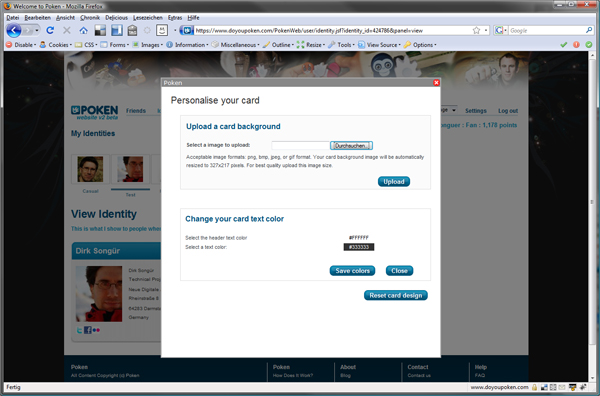 Welcome to Poken - Mozilla Firefox
Datei Bearbeiten Ansicht Chronik Delicious Lesezeichen Extras Hilfe
https://www.doyoupoken.com/PokenWeb/user/identity.jsf?identity_id=424786&panel=view
Google
Disable Cookies CSS Forms Images Information Miscellaneous Outline Resize Tools View Source Options
Poken
Personalise your card
POKEN
website v2 beta
Friends
Settings Log out
Fan : 1,178 points
My Identities
Upload a card background
Select a image to upload:
Durchsuchen...
Acceptable image formats: png, bmp, jpeg, or gif format. Your card background image will be automatically
resized to 327x217 pixels. For best quality upload this image size.
Upload
Casual Text
View Identity
This is what I show to people when
Change your card text color
Select the header text color #FFFFFF
Select a text color: #333333
Dirk Songür
Dirk Songür
Technical Pro
Neue Digitale
Rheinstraße
64283 Darmsta
Germany
Save colors Close
Reset card design
Poken Poken About Contact Help
All Content Copyright (c) Poken How Does It Work? Blog Contact us FAQ
Fertig
www.doyoupoken.com